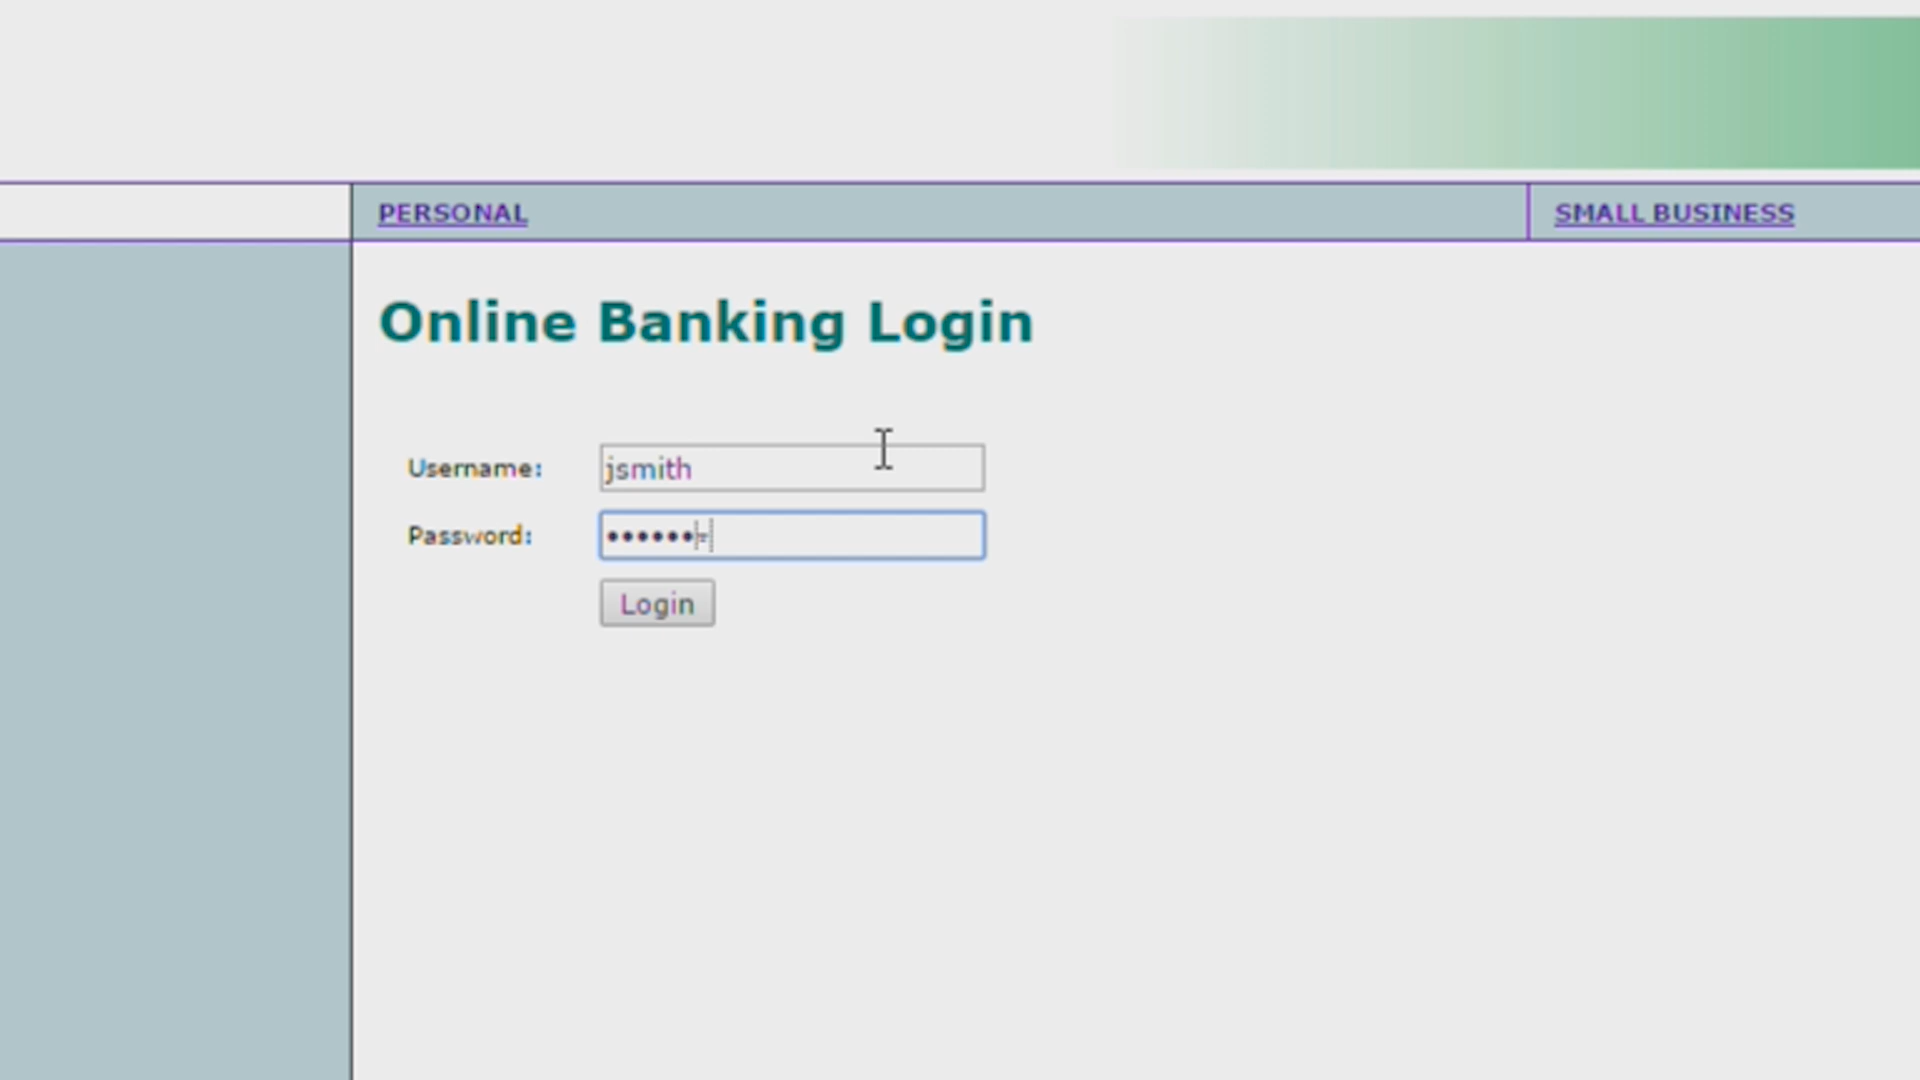 PERSONAL
SMALL BUSINESS
Online Banking Login
Username: jsmith
Password: •••••••
Login